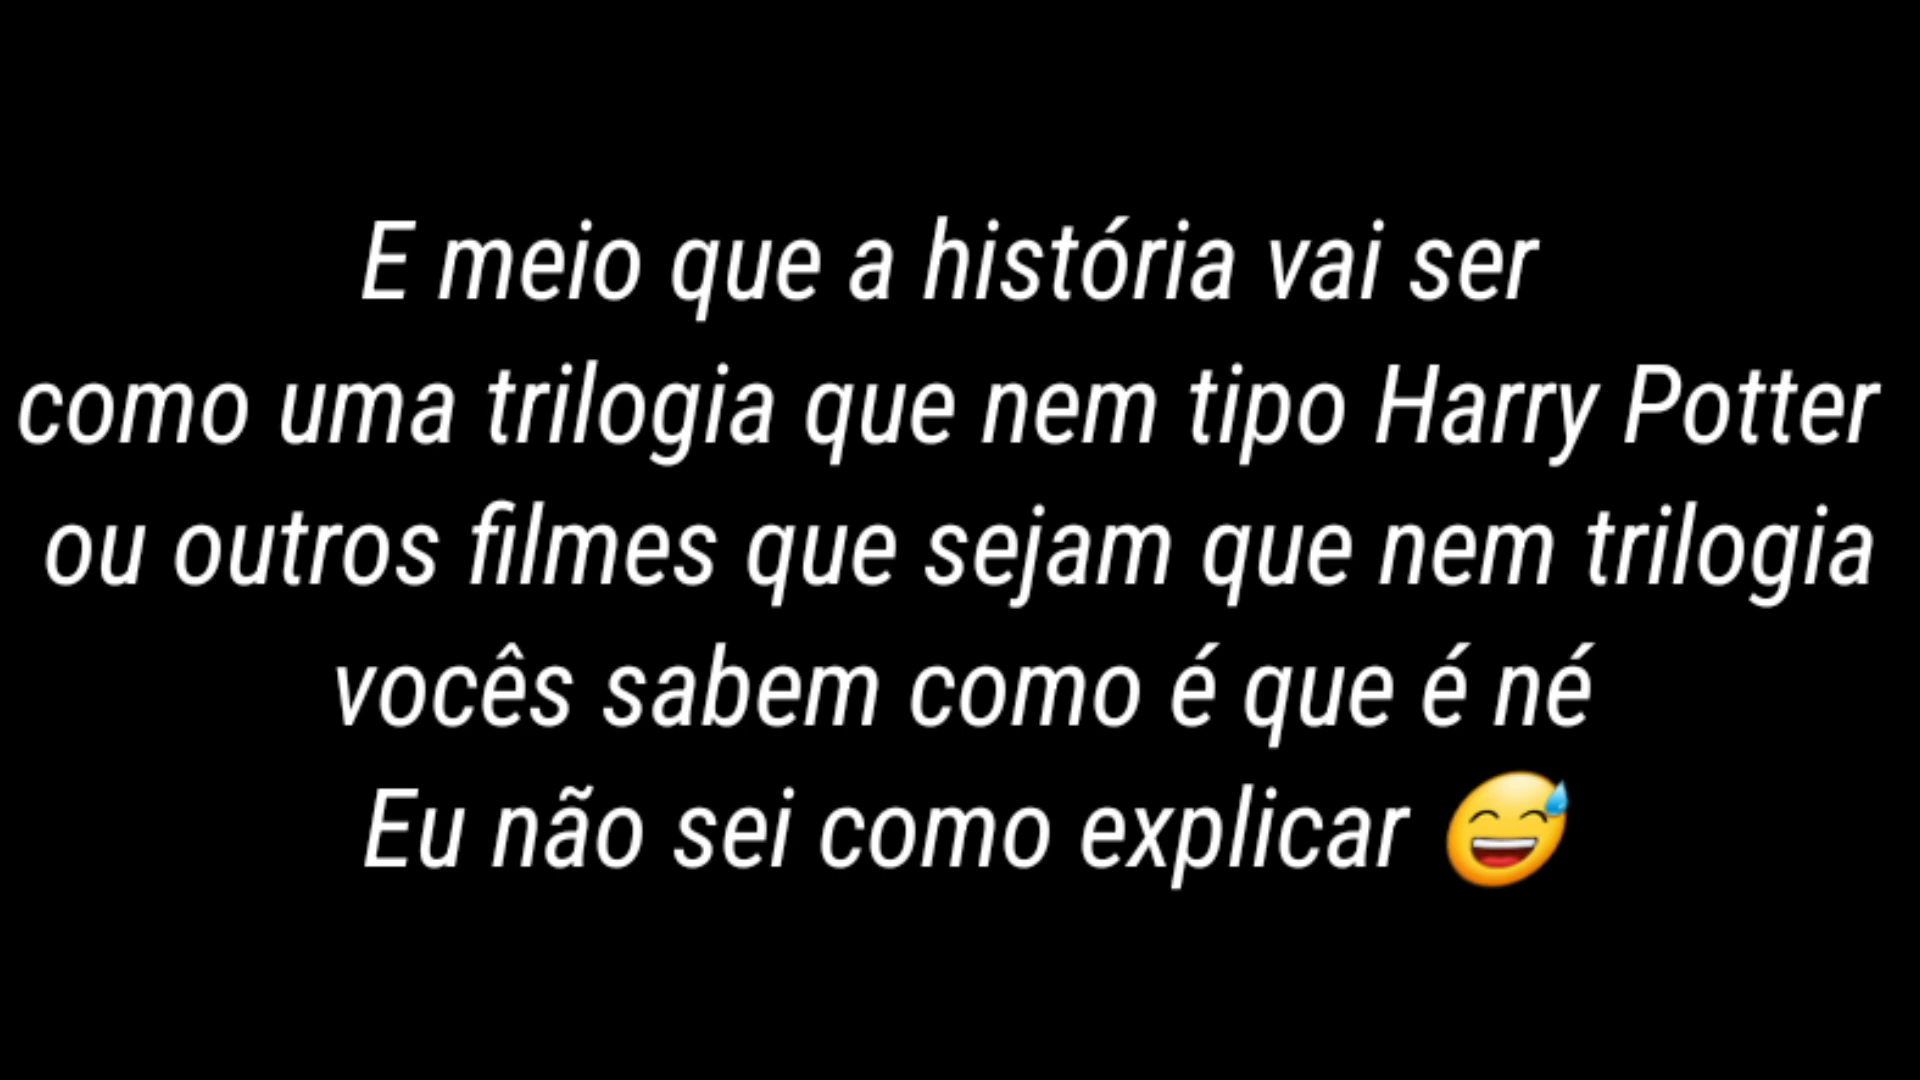 E meio que a história vai ser
como uma trilogia que nem tipo Harry Potter
ou outros filmes que sejam que nem trilogia
vocês sabem como é que é né
Eu não sei como explicar 😅